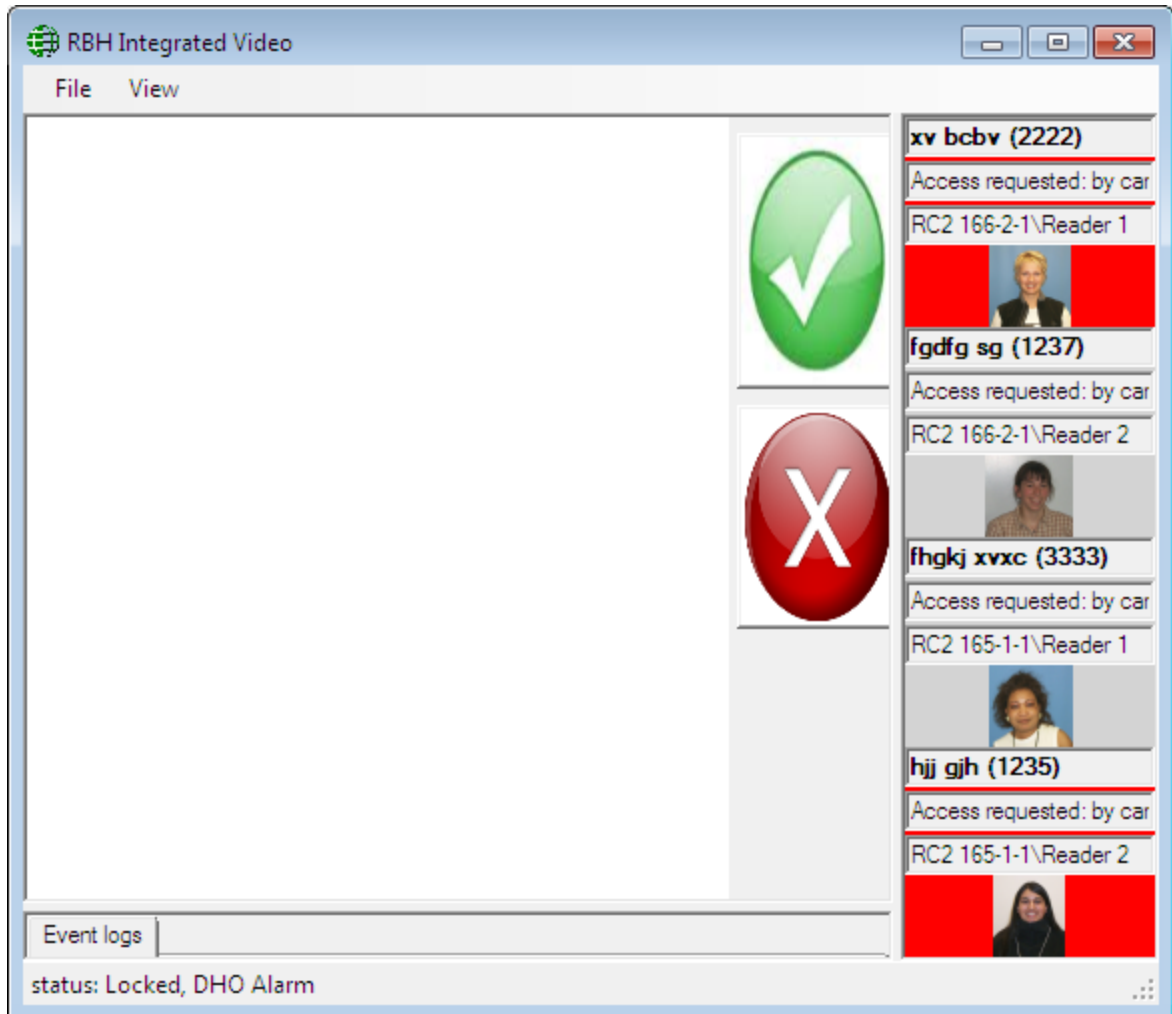 RBH Integrated Video
File View
xv bcbv (2222)
Access requested: by car
RC2 166-2-1\Reader 1
fgdfg sg (1237)
Access requested: by car
RC2 166-2-1\Reader 2
fhgkj xvxc (3333)
Access requested: by car
RC2 165-1-1\Reader 1
hjj gjh (1235)
Access requested: by car
RC2 165-1-1\Reader 2
X
Event logs
status: Locked, DHO Alarm